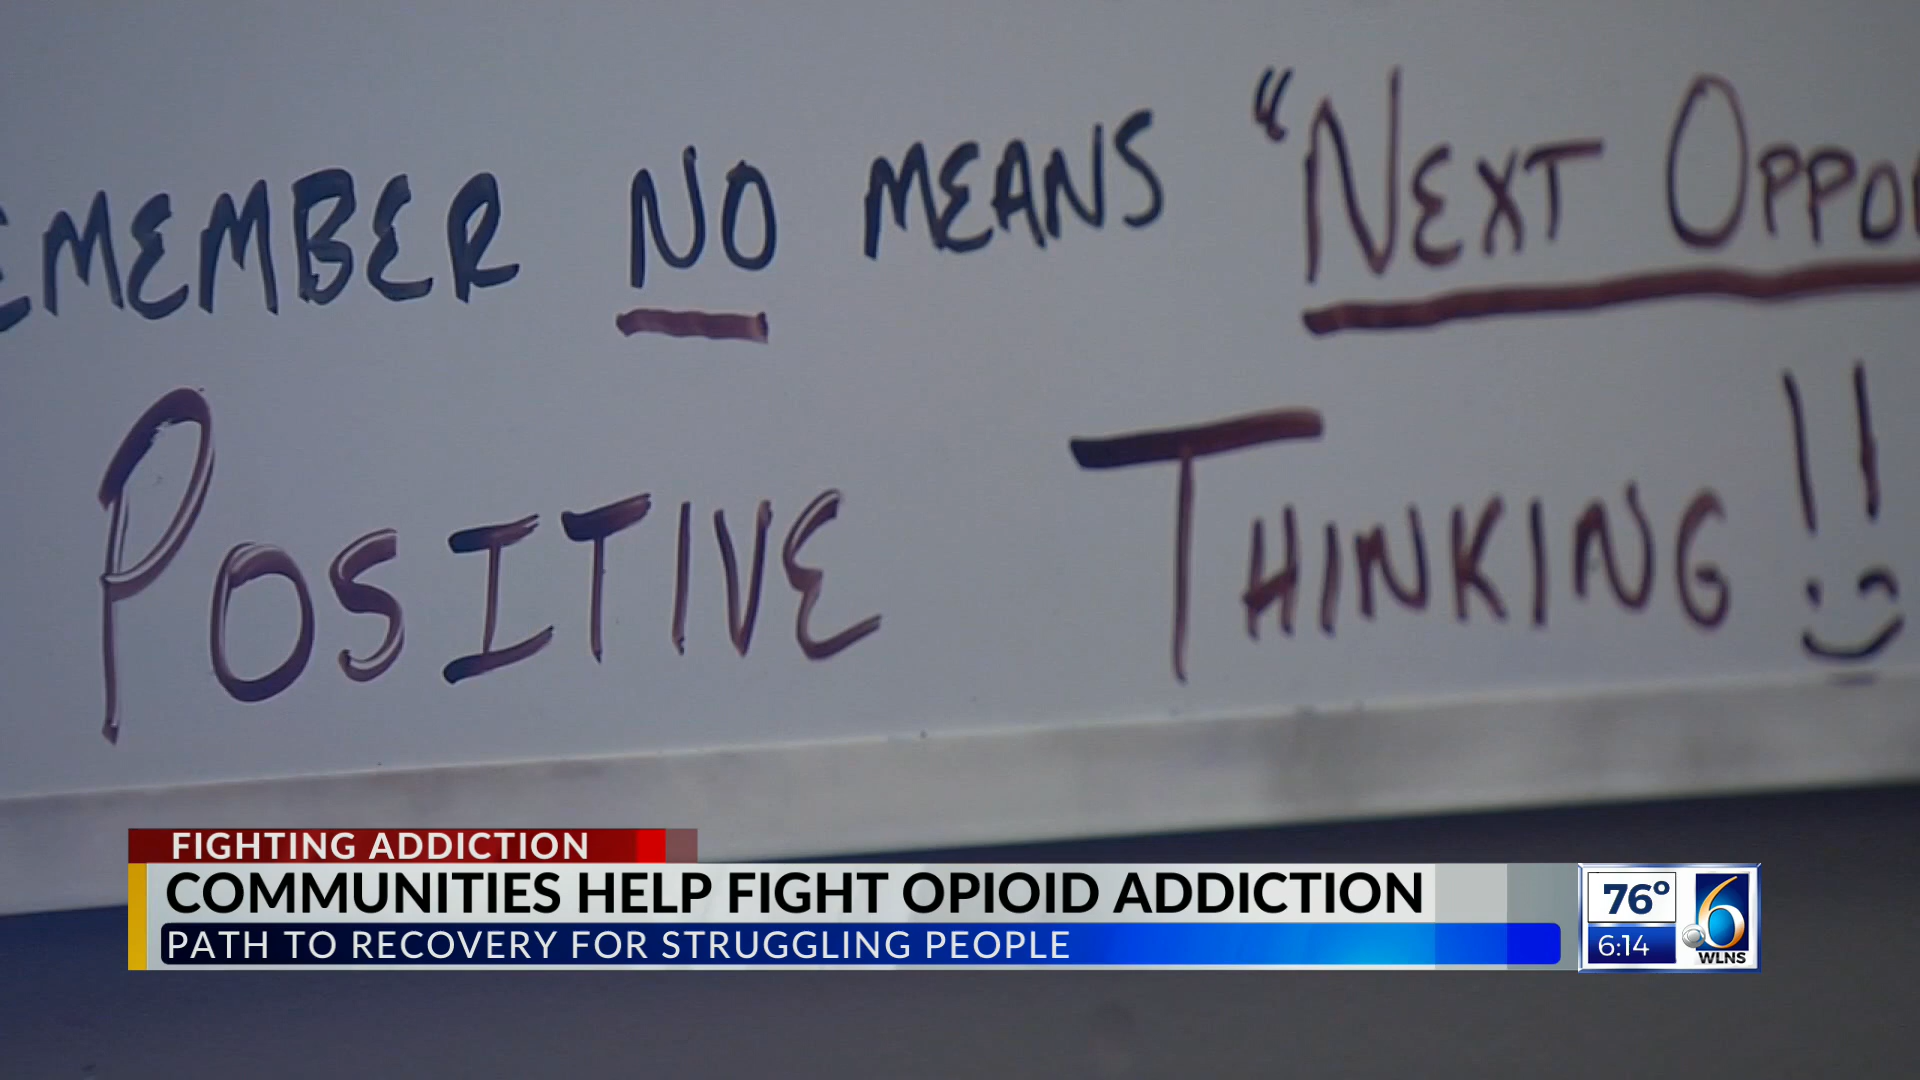 EMEMBER NO MEANS "NEXT OPPO
POSITIVE THINKING!!
FIGHTING ADDICTION
COMMUNITIES HELP FIGHT OPIOID ADDICTION
PATH TO RECOVERY FOR STRUGGLING PEOPLE
76°
6:14
6
WLNS